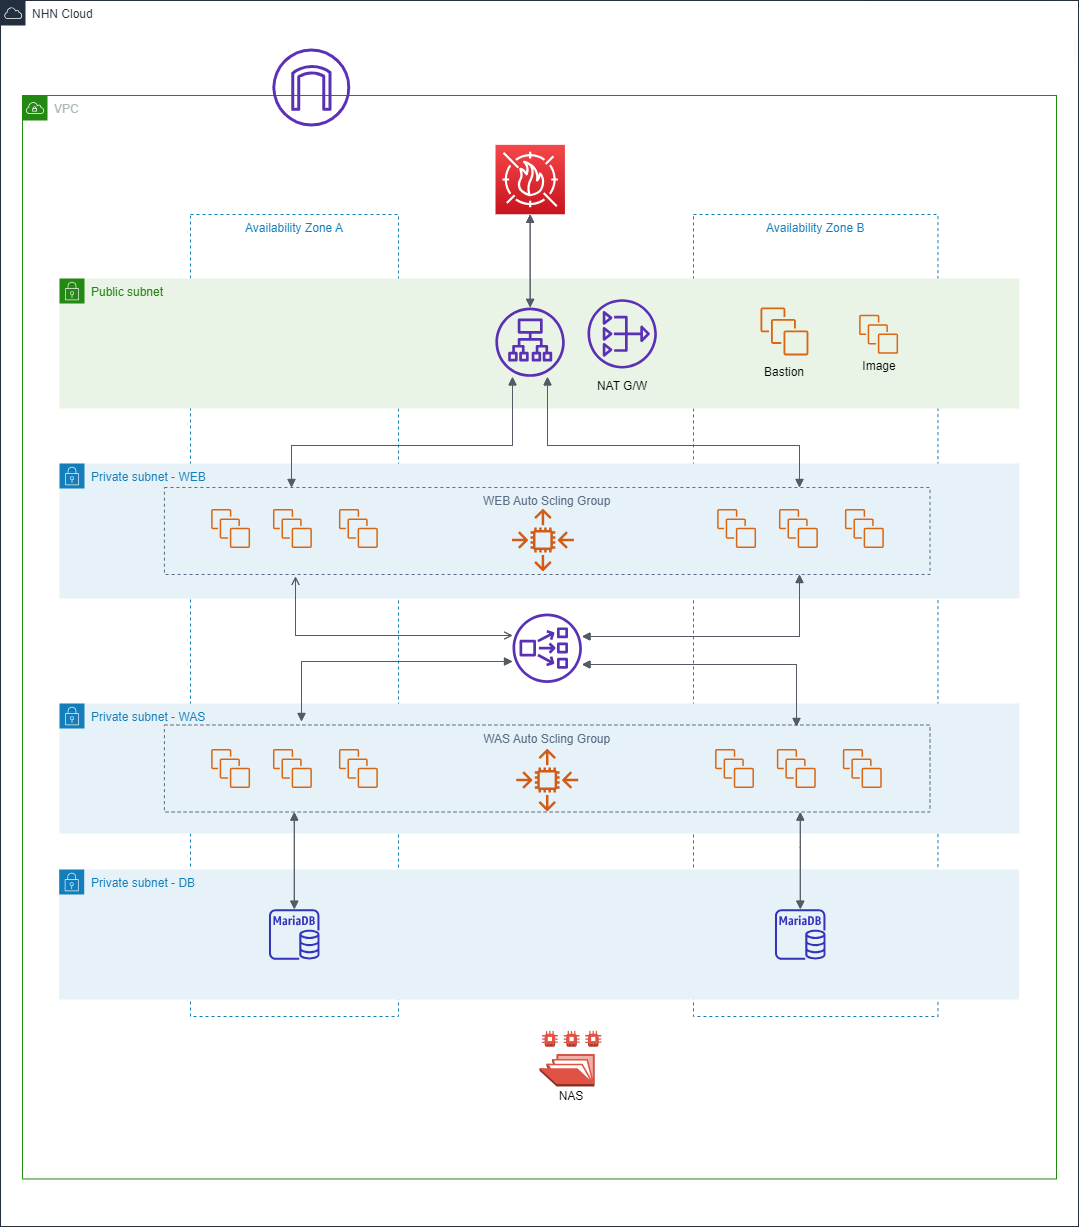 NHN Cloud
VPC
Availability Zone A
Availability Zone B
Public subnet
NAT G/W
Bastion
Image
Private subnet - WEB
WEB Auto Scling Group
Private subnet - WAS
WAS Auto Scling Group
Private subnet - DB
MariaDB
MariaDB
NAS